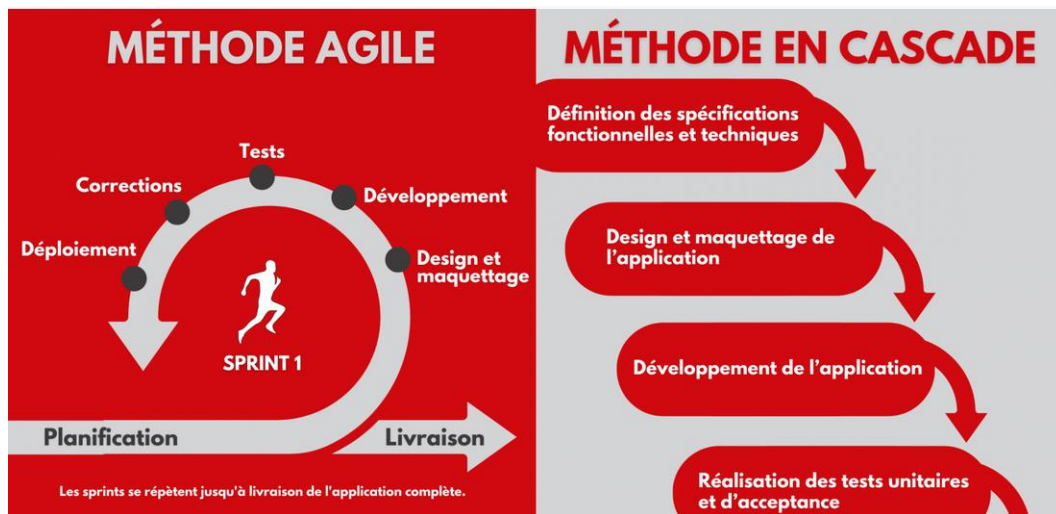 MÉTHODE AGILE
Tests
Corrections
Développement
Déploiement
Design et
maquettage
SPRINT 1
Planification
Livraison
Les sprints se répètent jusqu'à livraison de l'application complète.
MÉTHODE EN CASCADE
Définition des spécifications
fonctionnelles et techniques
Design et maquettage de
l'application
Développement de l'application
Réalisation des tests unitaires
et d'acceptance